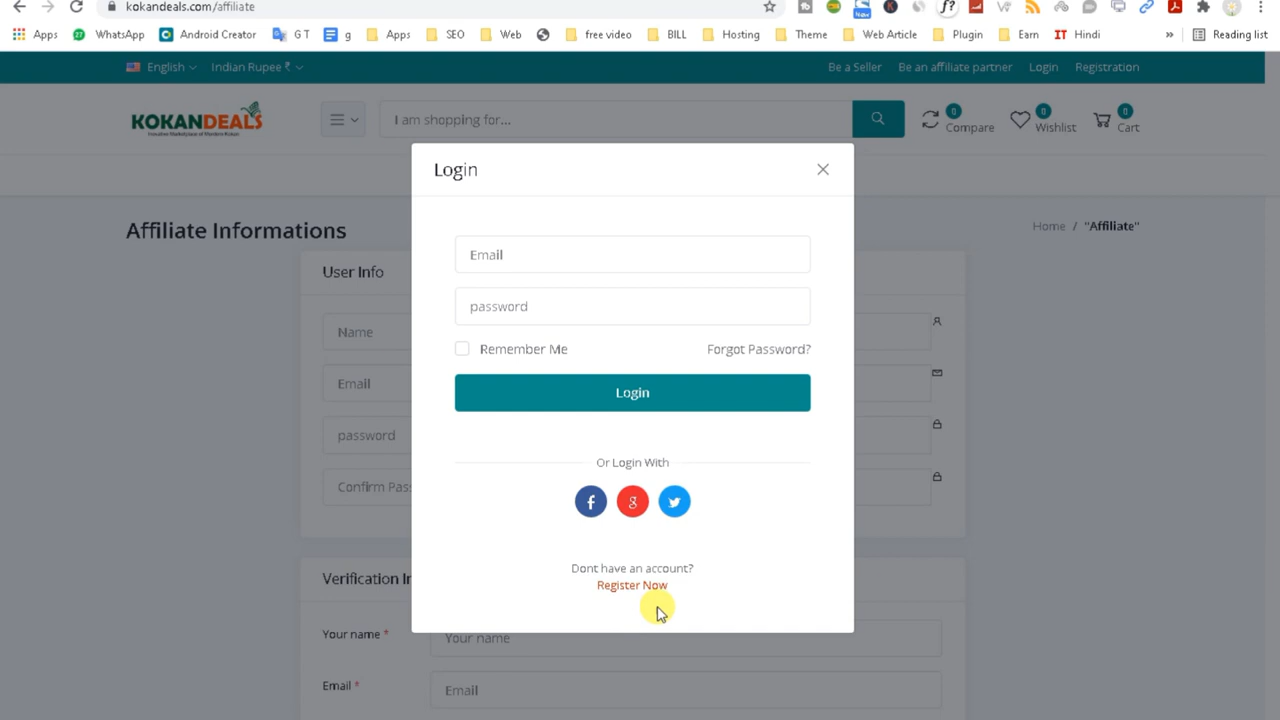 kokandeals.com/affiliate
Apps WhatsApp Android Creator G T g Apps SEO Web free video BILL Hosting Theme Web Article Plugin Earn IT Hindi » Reading list
English Indian Rupee ₹ Be a Seller Be an affiliate partner Login Registration
KOKANDEALS
I am shopping for...
0 Compare 0 Wishlist 0 Cart
Login
Affiliate Informations
Home / "Affiliate"
User Info
Email
Name
password
Email
Remember Me Forgot Password?
Login
password
Or Login With
Confirm Pas
Dont have an account?
Register Now
Verification I
Your name *
Your name
Email *
Email